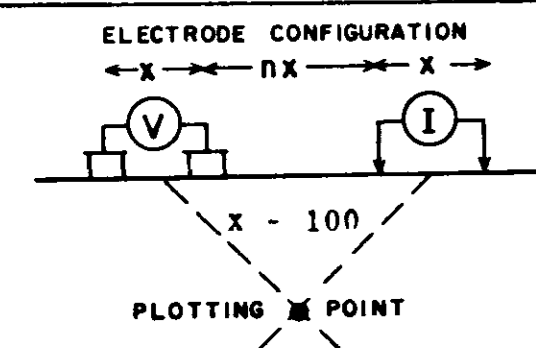 ELECTRODE CONFIGURATION
x nx x
V I
x - 100
PLOTTING POINT